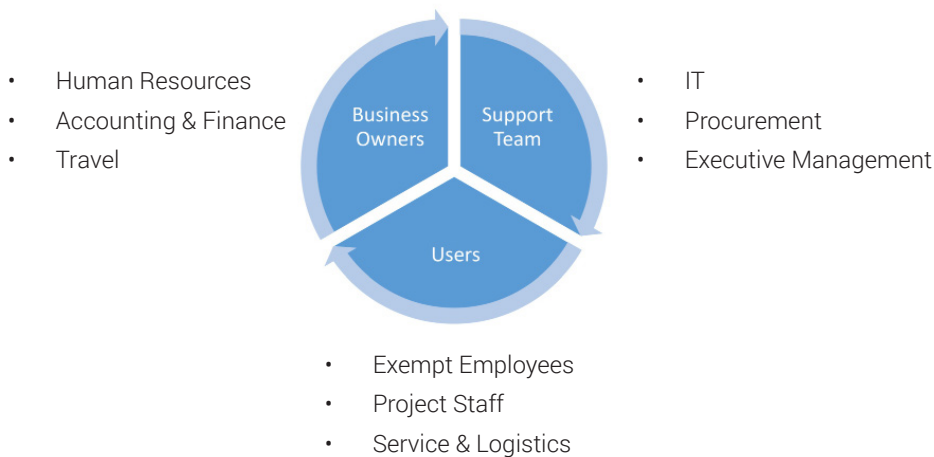 • Human Resources
• Accounting & Finance
• Travel
Business
Owners
Support
Team
• IT
• Procurement
• Executive Management
Users
• Exempt Employees
• Project Staff
• Service & Logistics